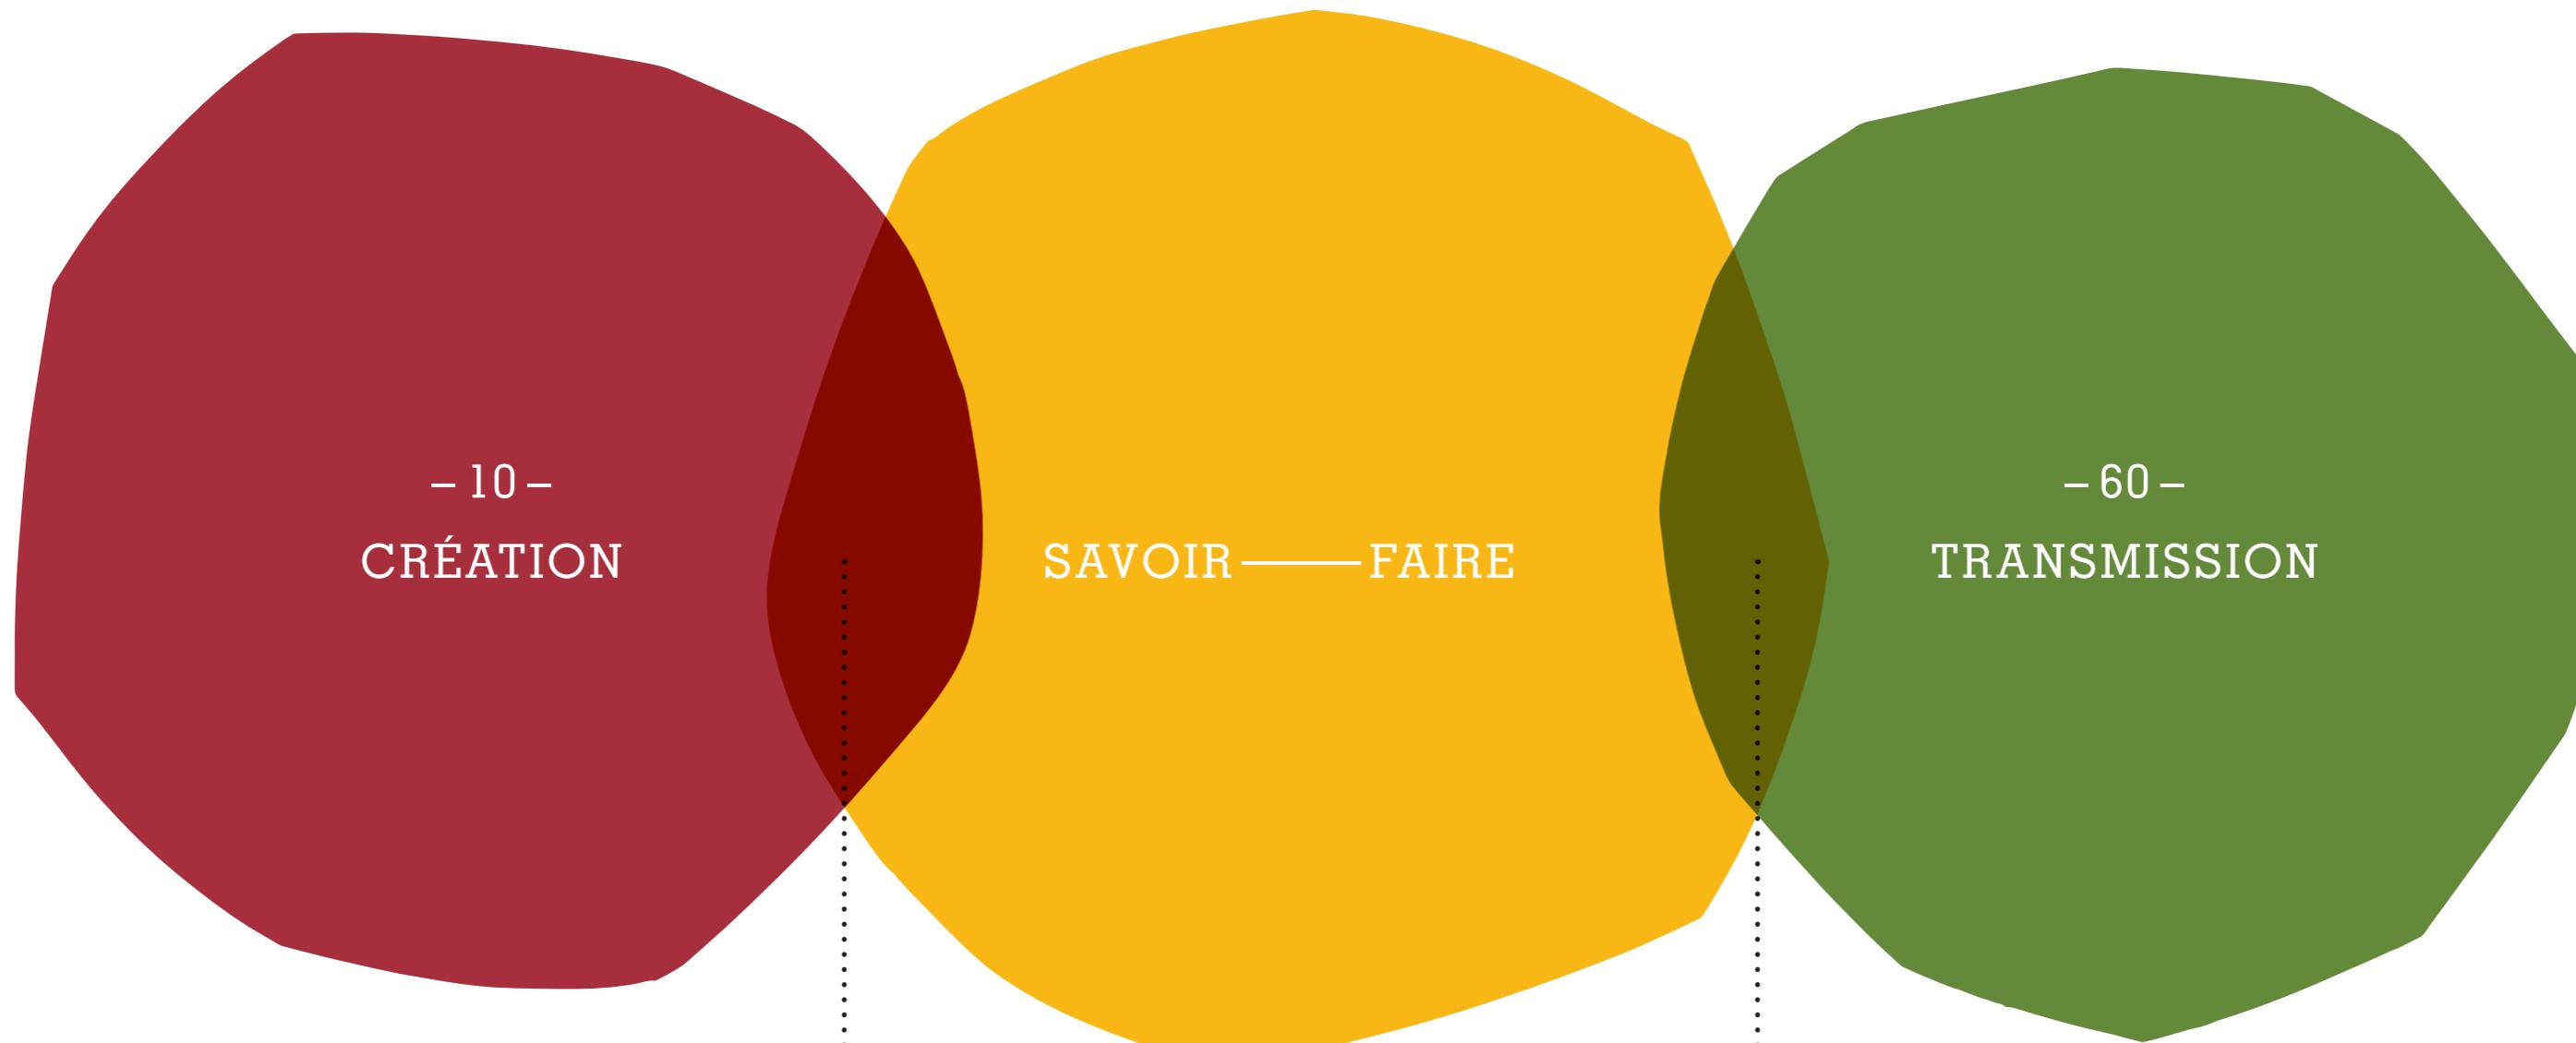 – 10 –
CRÉATION
SAVOIR——FAIRE
– 60 –
TRANSMISSION